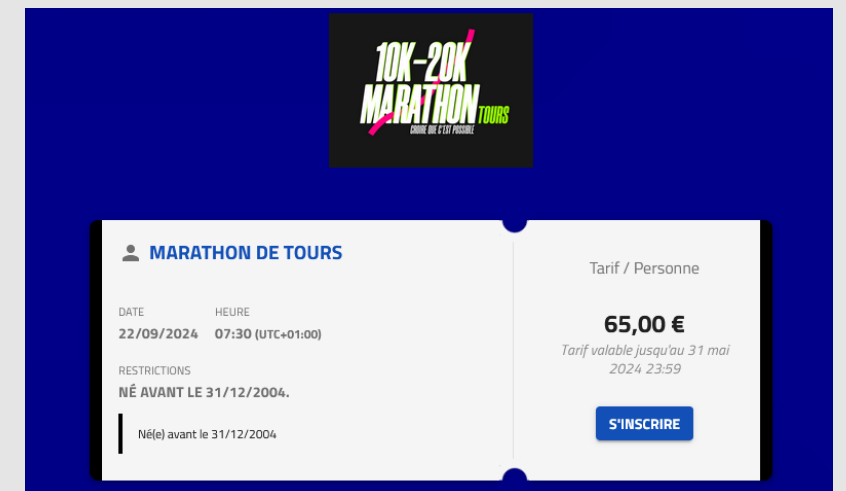 10K-20K
MARATHON TOURS
CROIRE QUE C'EST POSSIBLE
MARATHON DE TOURS
DATE HEURE
22/09/2024 07:30 (UTC+01:00)
RESTRICTIONS
NÉ AVANT LE 31/12/2004.
Né(e) avant le 31/12/2004
Tarif / Personne
65,00 €
Tarif valable jusqu'au 31 mai
2024 23:59
S'INSCRIRE